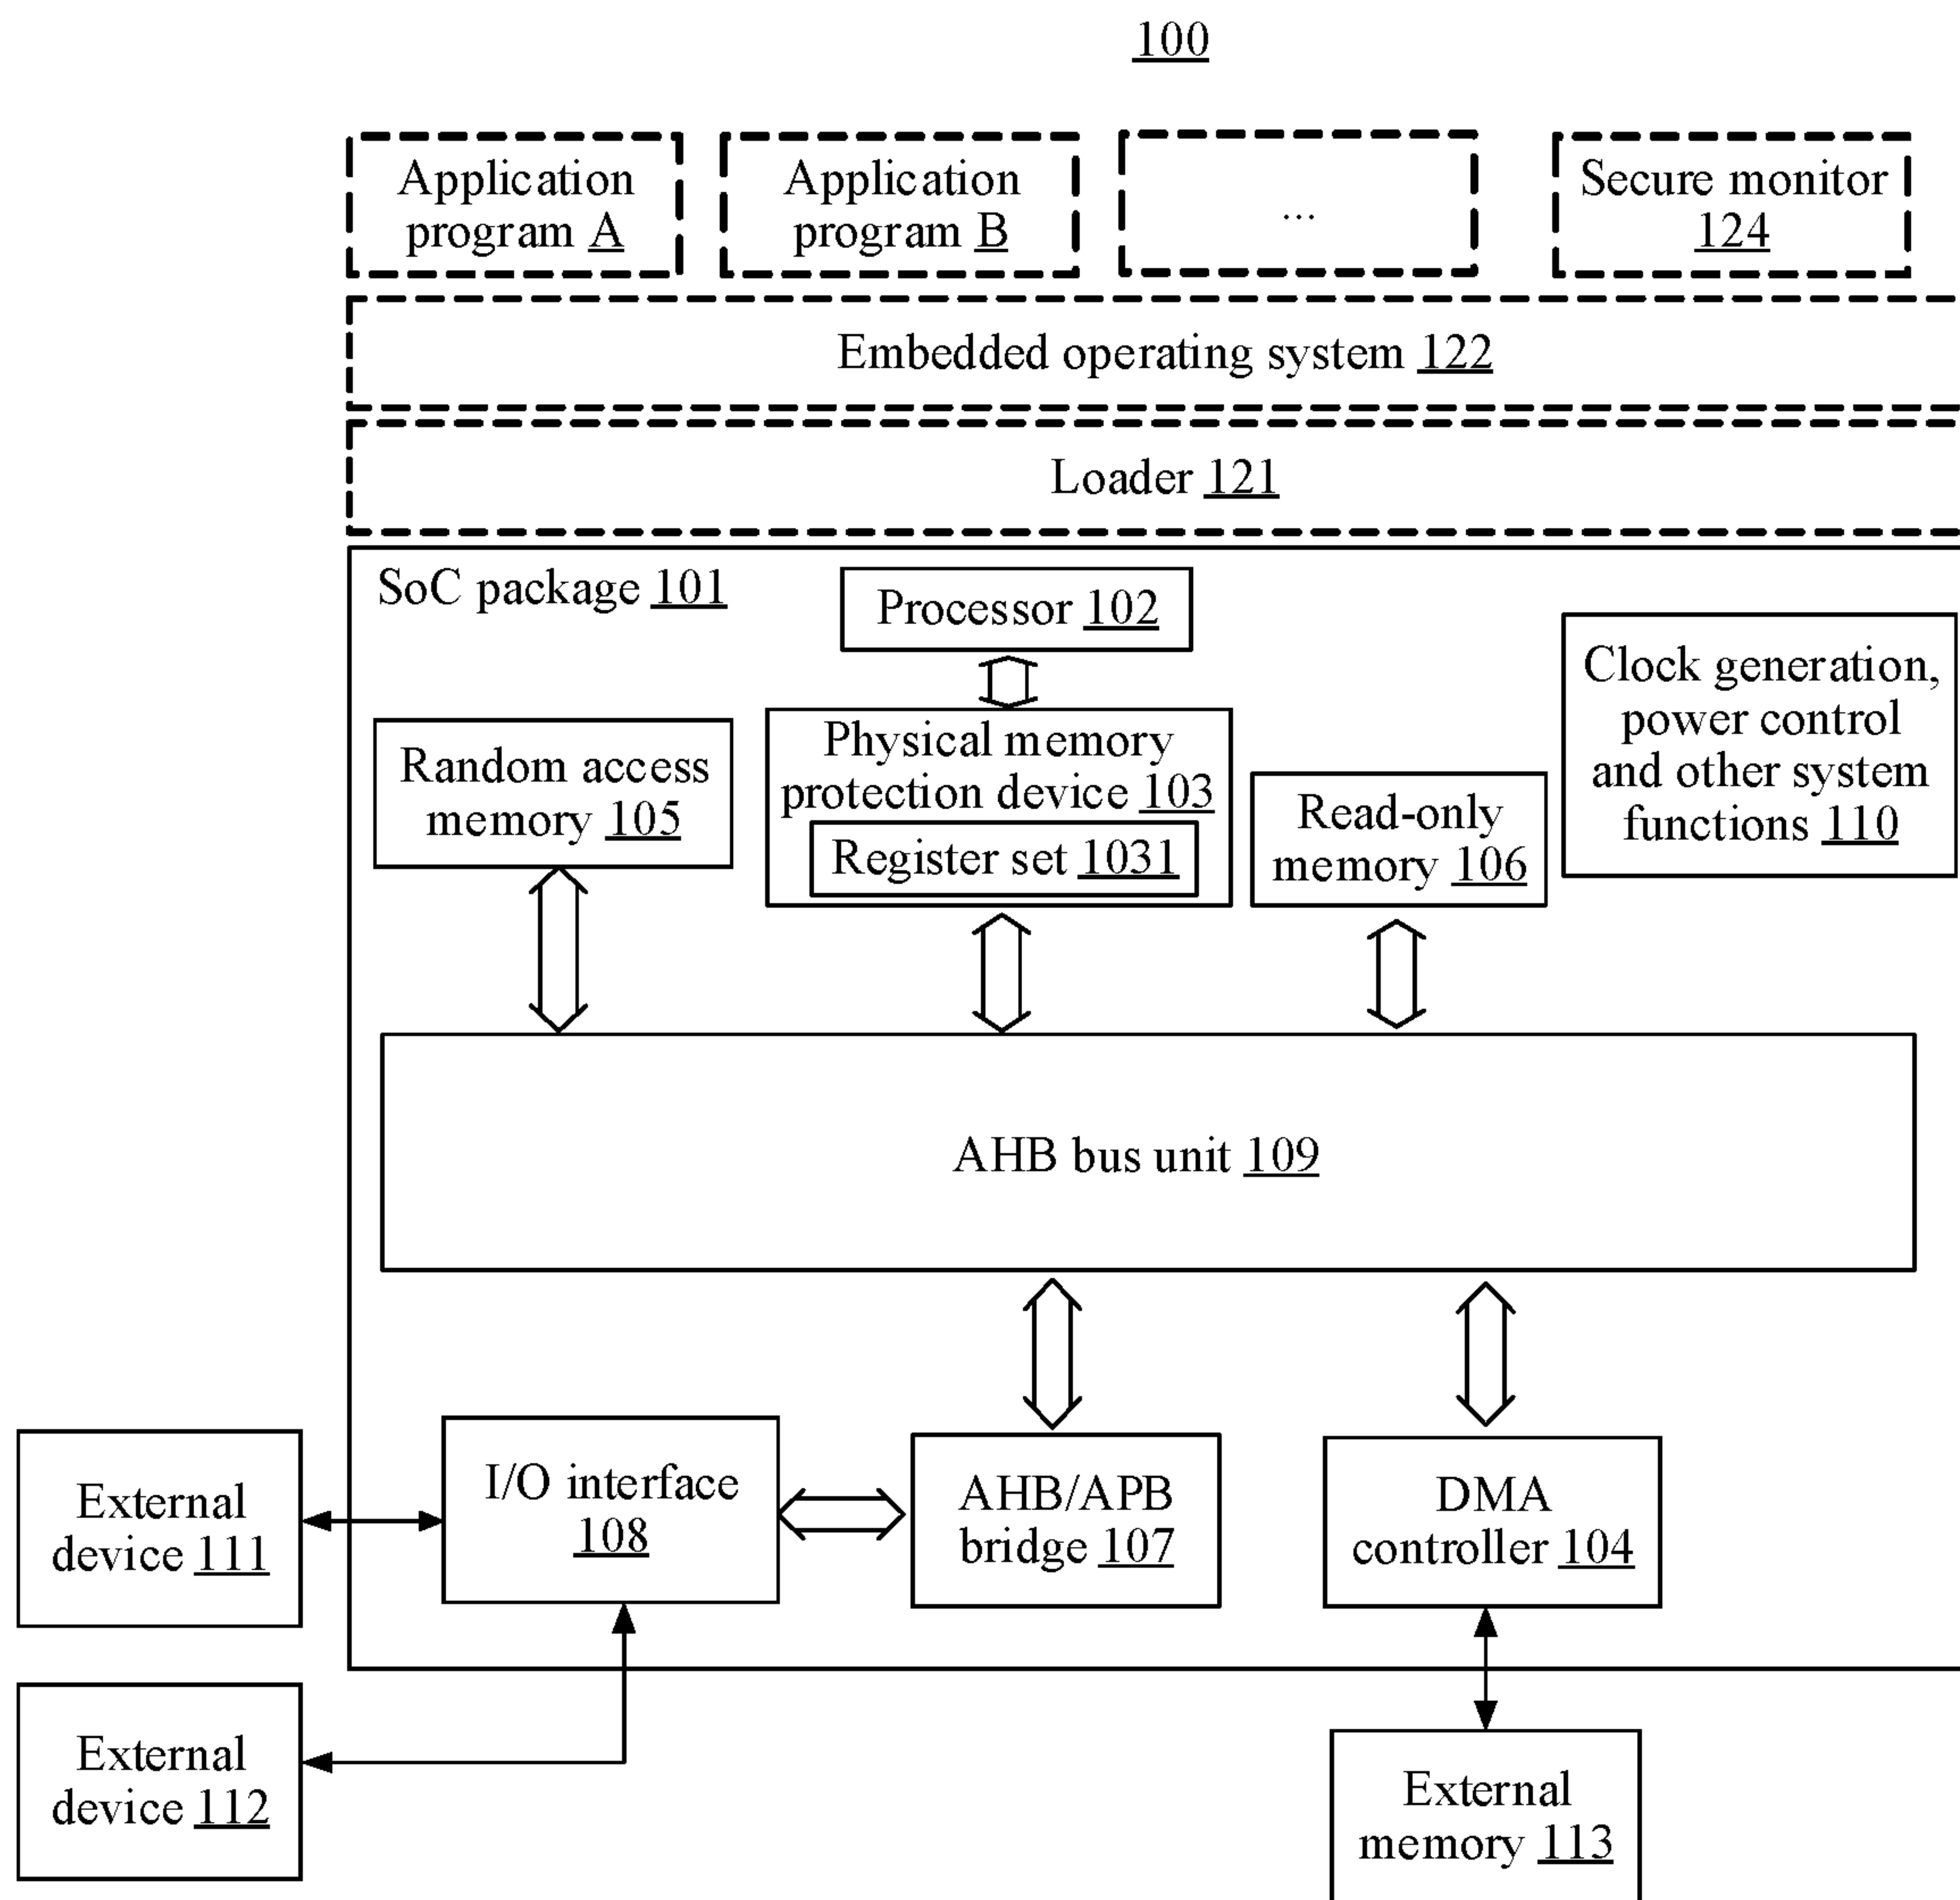 100
Application
program A
Application
program B
...
Secure monitor
124
Embedded operating system 122
Loader 121
SoC package 101
Processor 102
Clock generation,
power control
and other system
functions 110
Random access
memory 105
Physical memory
protection device 103
Register set 1031
Read-only
memory 106
AHB bus unit 109
External
device 111
I/O interface
108
AHB/APB
bridge 107
DMA
controller 104
External
device 112
External
memory 113